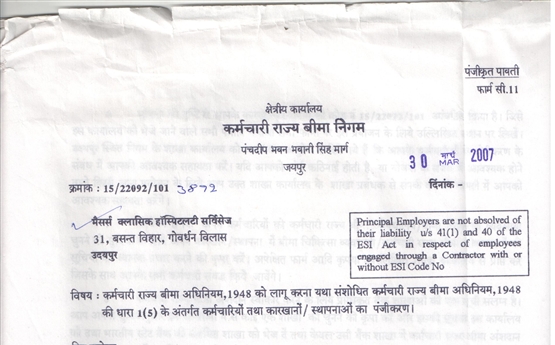 पंजीकृत पावती
फार्म सी.11
क्षेत्रीय कार्यालय
कर्मचारी राज्य बीमा निगम
पंचदीप भवन भवानी सिंह मार्ग
जयपुर
30 मार्च MAR 2007
क्रमांक : 15/22092/101 3872
दिनांक -
मैसर्स क्लासिक हॉस्पिटलटी सर्विसेज
31, बसन्त विहार, गोवर्धन विलास
उदयपुर
Principal Employers are not absolved of
their liability u/s 41(1) and 40 of the
ESI Act in respect of employees
engaged through a Contractor with or
without ESI Code No
विषय : कर्मचारी राज्य बीमा अधिनियम,1948 को लागू करना यथा संशोधित कर्मचारी राज्य बीमा अधिनियम,1948
की धारा 1(5) के अंतर्गत कर्मचारियों तथा कारखानों/ स्थापनाओं का पंजीकरण।